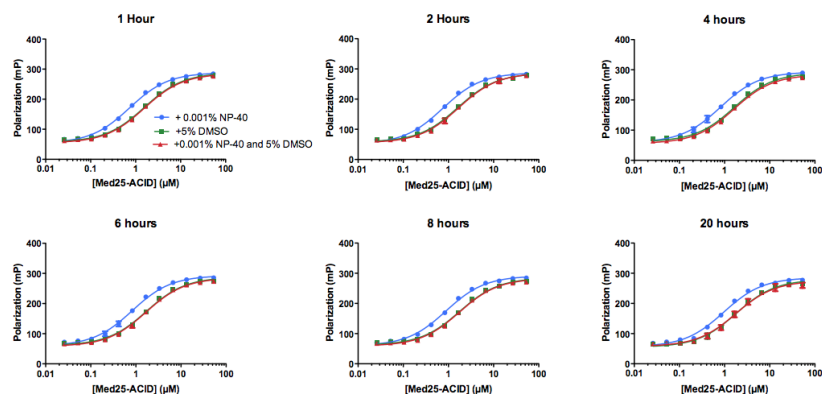 1 Hour
Polarization (mP)
400
300
200
100
0
0.01
0.1
1
10
100
[Med25-ACID] (µM)
+ 0.001% NP-40
+5% DMSO
+0.001% NP-40 and 5% DMSO
2 Hours
Polarization (mP)
400
300
200
100
0
0.01
0.1
1
10
100
[Med25-ACID] (µM)
4 hours
Polarization (mP)
400
300
200
100
0
0.01
0.1
1
10
100
[Med25-ACID] (µM)
6 hours
Polarization (mP)
400
300
200
100
0
0.01
0.1
1
10
100
[Med25-ACID] (µM)
8 hours
Polarization (mP)
400
300
200
100
0
0.01
0.1
1
10
100
[Med25-ACID] (µM)
20 hours
Polarization (mP)
400
300
200
100
0
0.01
0.1
1
10
100
[Med25-ACID] (µM)